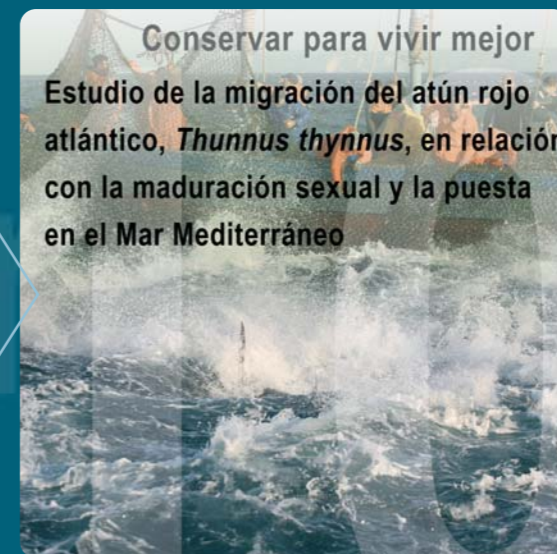 Conservar para vivir mejor
Estudio de la migración del atún rojo
atlántico, Thunnus thynnus, en relación
con la maduración sexual y la puesta
en el Mar Mediterráneo